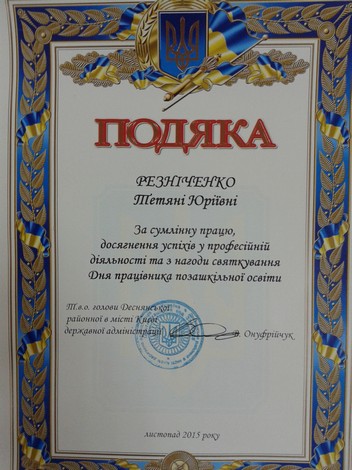 ПОДЯКА
РЕЗНІЧЕНКО
Тетяні Юріївні
За сумлінну працю,
досягнення успіхів у професійній
діяльності та з нагоди святкування
Дня працівника позашкільної освіти
Т.в.о. голови Деснянської
районної в місті Києві
державної адміністрації
Онуфрійчук
листопад 2015 року